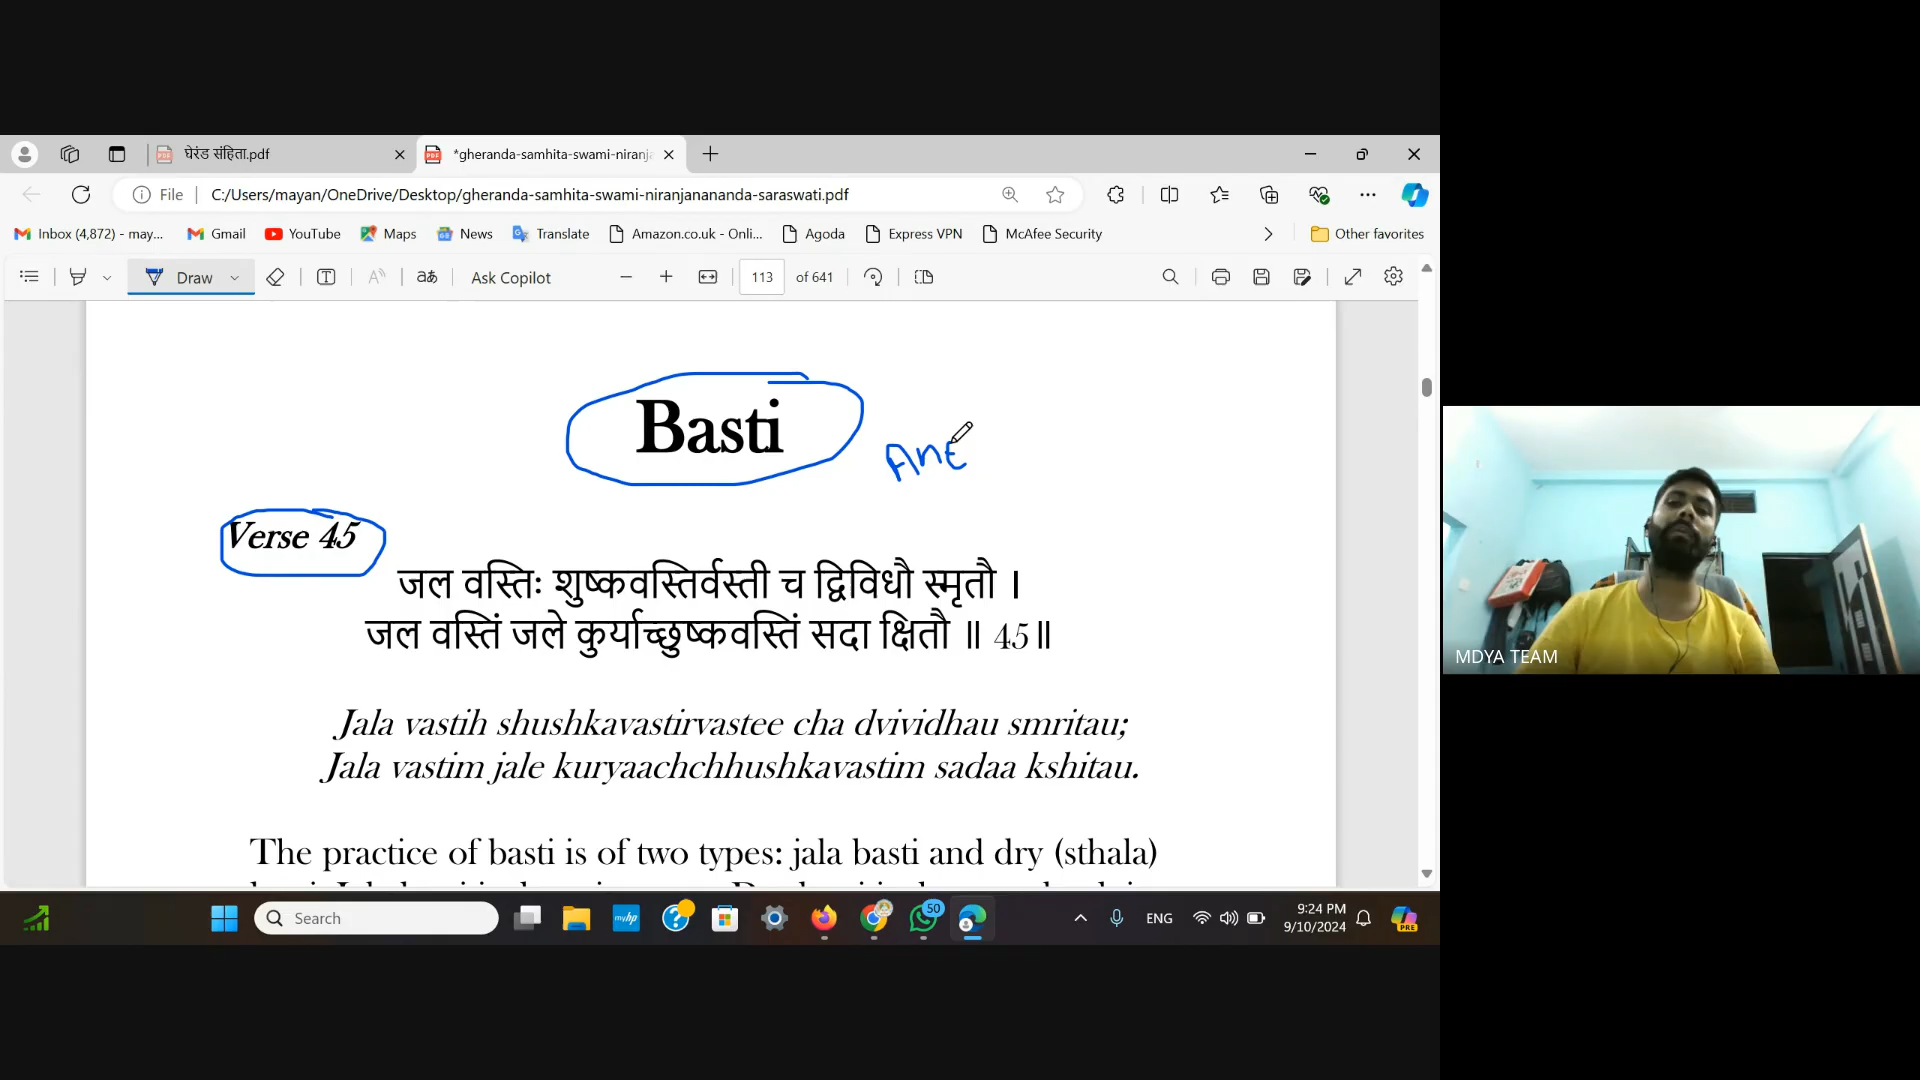 घेरंड संहिता.pdf
*gheranda-samhita-swami-niranja
File
C:/Users/mayan/OneDrive/Desktop/gheranda-samhita-swami-niranjanananda-saraswati.pdf
Inbox (4,872) - may...
Gmail
YouTube
Maps
News
Translate
Amazon.co.uk - Onli...
Agoda
Express VPN
McAfee Security
Other favorites
Draw
Ask Copilot
113
of 641
Basti
AnE
Verse 45
जल वस्तिः शुष्कवस्तिर्वस्ती च द्विविधौ स्मृतौ ।
जल वस्तिं जले कुर्याच्छुष्कवस्तिं सदा क्षितौ ॥ 45॥
Jala vastih shushkavastirvastee cha dvividhau smritau;
Jala vastim jale kuryaachchhushkavastim sadaa kshitau.
The practice of basti is of two types: jala basti and dry (sthala)
MDYA TEAM
Search
myhp
50
ENG
9:24 PM
9/10/2024
PRE